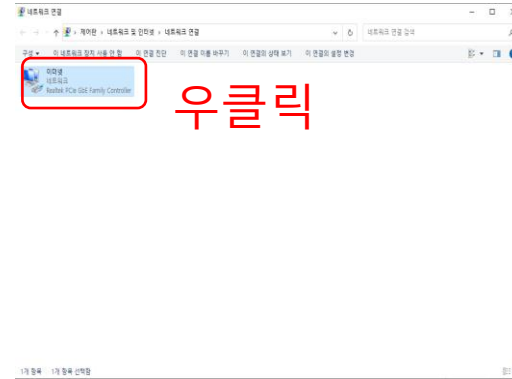 네트워크 연결
제어판 › 네트워크 및 인터넷 › 네트워크 연결
네트워크 연결 검색
구성 ▾ 이 네트워크 장치 사용 안 함 이 연결 진단 이 연결 이름 바꾸기 이 연결의 상태 보기 이 연결의 설정 변경
이더넷
네트워크
Realtek PCIe GbE Family Controller
우클릭
1개 항목 1개 항목 선택함